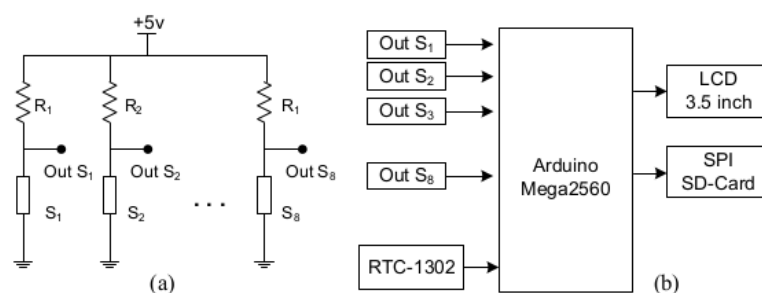 +5v
R₁
R₂
R₁
Out S₁
Out S₂
Out S₈
S₁
S₂
. . .
S₈
(a)
Out S₁
Out S₂
Out S₃
Out S₈
RTC-1302
Arduino
Mega2560
LCD
3.5 inch
SPI
SD-Card
(b)